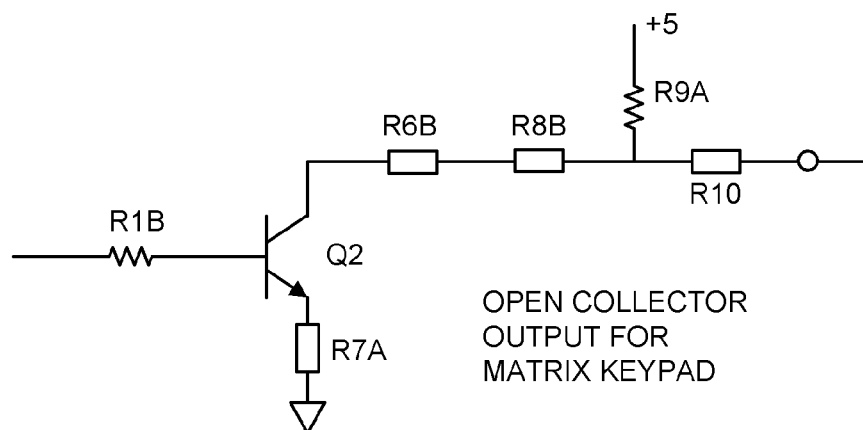 +5
R9A
R6B
R8B
R10
R1B
Q2
R7A
OPEN COLLECTOR
OUTPUT FOR
MATRIX KEYPAD